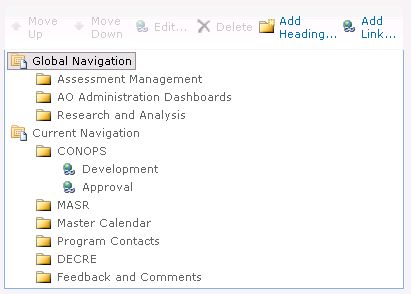 Move Up
Move Down
Edit...
Delete
Add Heading...
Add Link...
Global Navigation
Assessment Management
AO Administration Dashboards
Research and Analysis
Current Navigation
CONOPS
Development
Approval
MASR
Master Calendar
Program Contacts
DECRE
Feedback and Comments